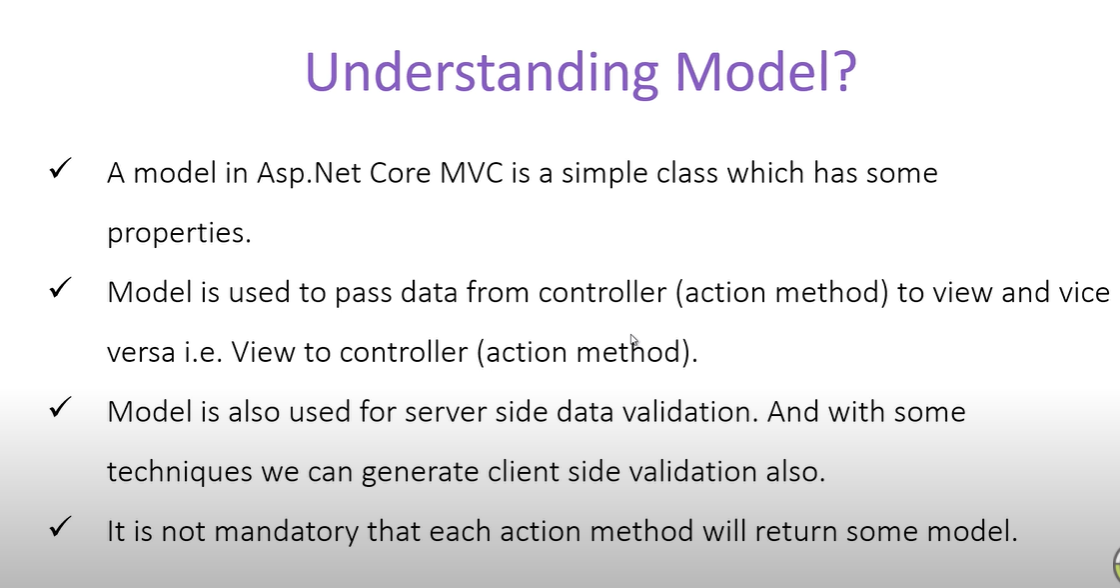 Understanding Model?
✓ A model in Asp.Net Core MVC is a simple class which has some
properties.
✓ Model is used to pass data from controller (action method) to view and vice
versa i.e. View to controller (action method).
✓ Model is also used for server side data validation. And with some
techniques we can generate client side validation also.
✓ It is not mandatory that each action method will return some model.